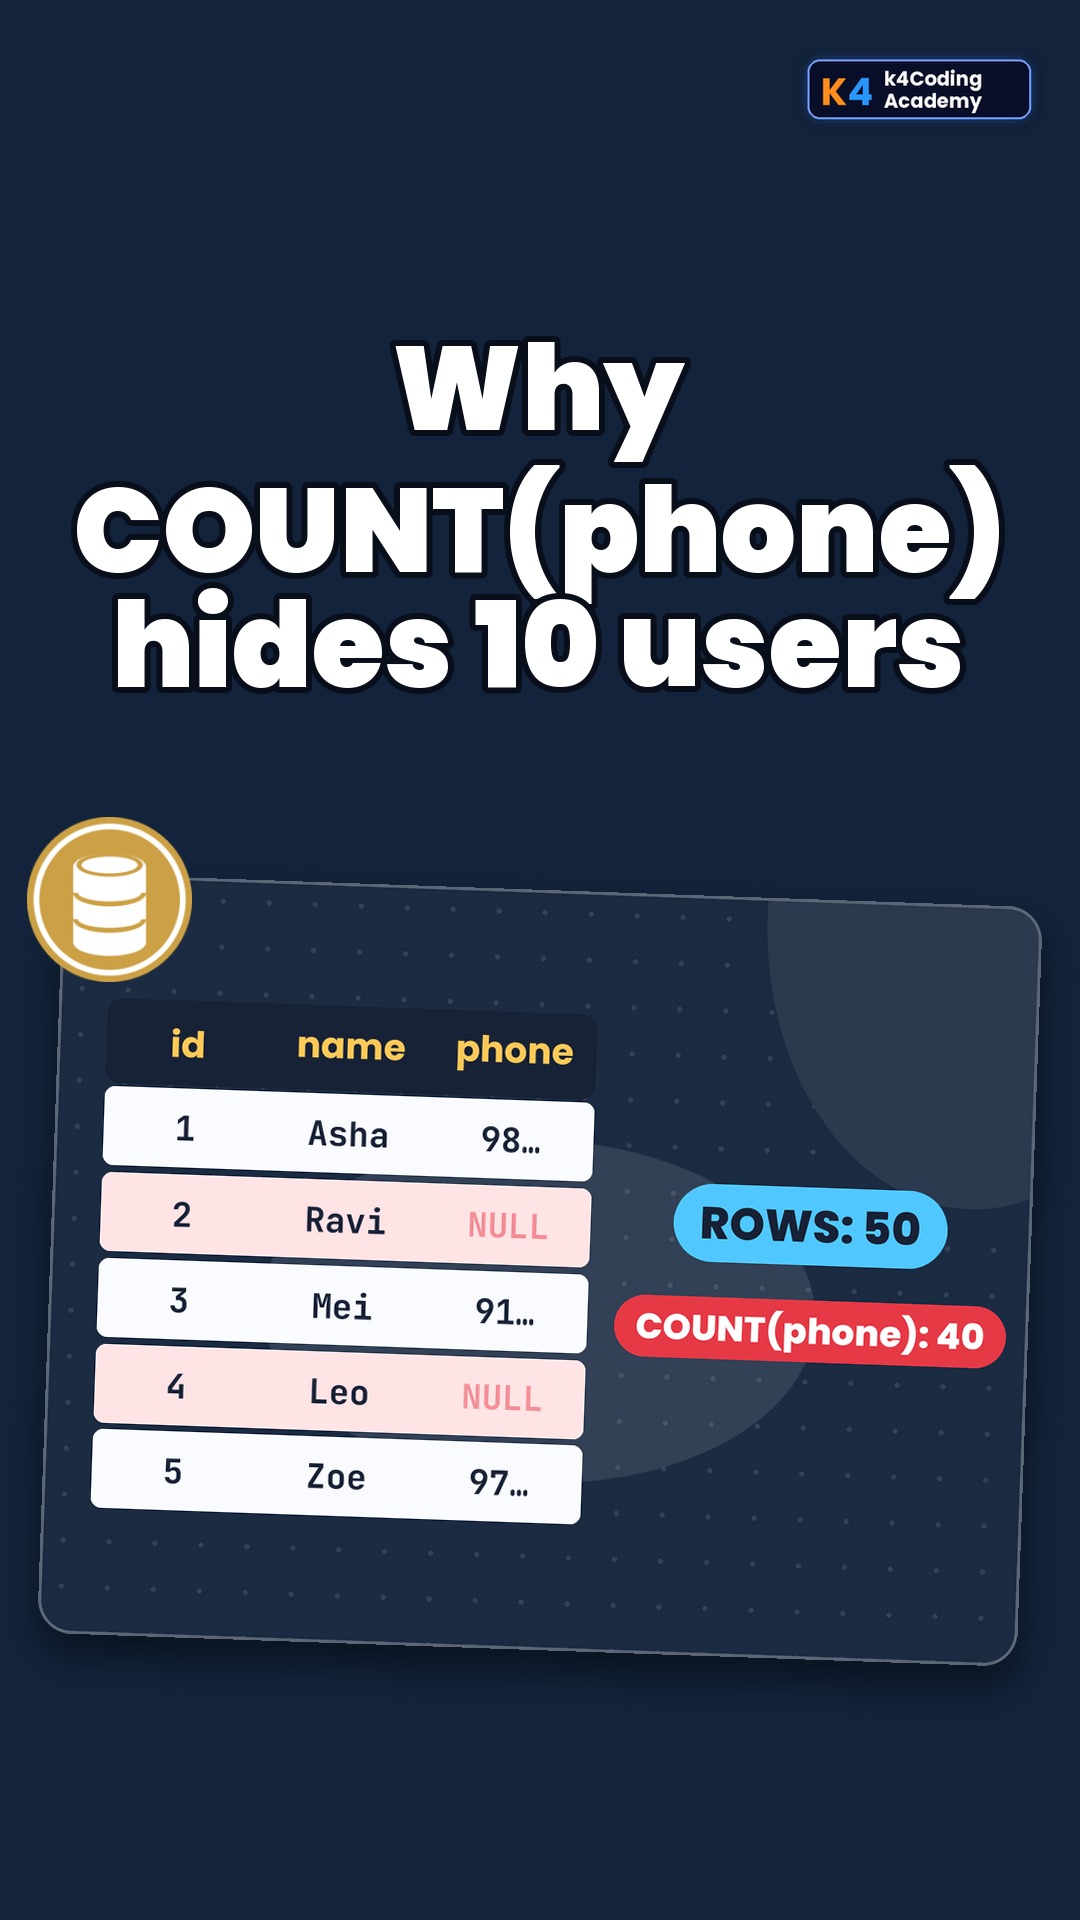 K4 k4Coding
Academy
Why
COUNT(phone)
hides 10 users
id name phone
1 Asha 98…
2 Ravi NULL
3 Mei 91…
4 Leo NULL
5 Zoe 97…
ROWS: 50
COUNT(phone): 40